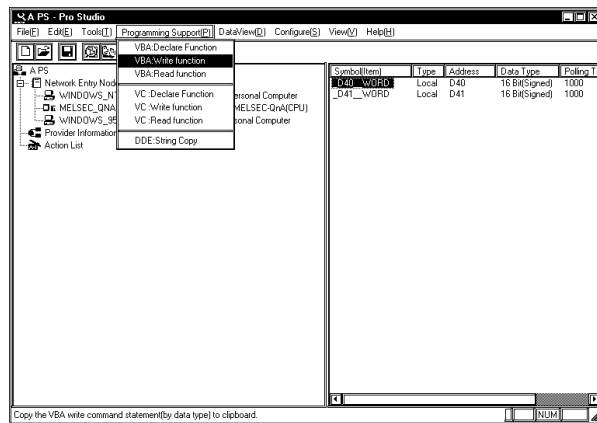 A PS - Pro Studio
File(F) Edit(E) Tools(T) Programming Support(P) DataView(D) Configure(S) View(V) Help(H)
VBA:Declare Function
VBA:Write function
VBA:Read function
VC :Declare Function
VC :Write function
VC :Read function
DDE:String Copy
A PS
Network Entry Node
WINDOWS_N
ersonal Computer
MELSEC_QNA
MELSEC-QnA(CPU)
WINDOWS_95
sonal Computer
Provider Information
Action List
Symbol(Item) Type Address Data Type Polling T
_D40__WORD Local D40 16 Bit(Signed) 1000
_D41__WORD Local D41 16 Bit(Signed) 1000
Copy the VBA write command statement(by data type) to clipboard.
NUM